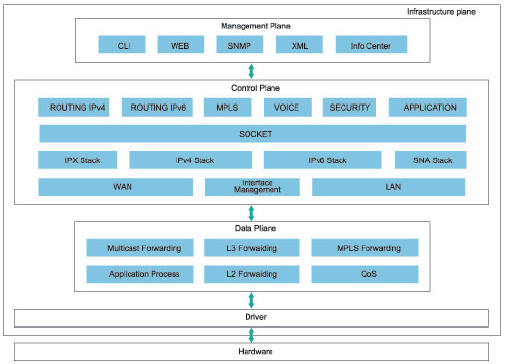 Infrastructure plane
Management Plane
CLI WEB SNMP XML Info Center
Control Plane
ROUTING IPv4 ROUTING IPv6 MPLS VOICE SECURITY APPLICATION
SOCKET
IPX Stack IPv4 Stack IPv6 Stack SNA Stack
WAN Interface Management LAN
Data Pliane
Multicast Forwarding L3 Forwaiding MPLS Forwarding
Application Process L2 Forwaiding QoS
Driver
Hardware